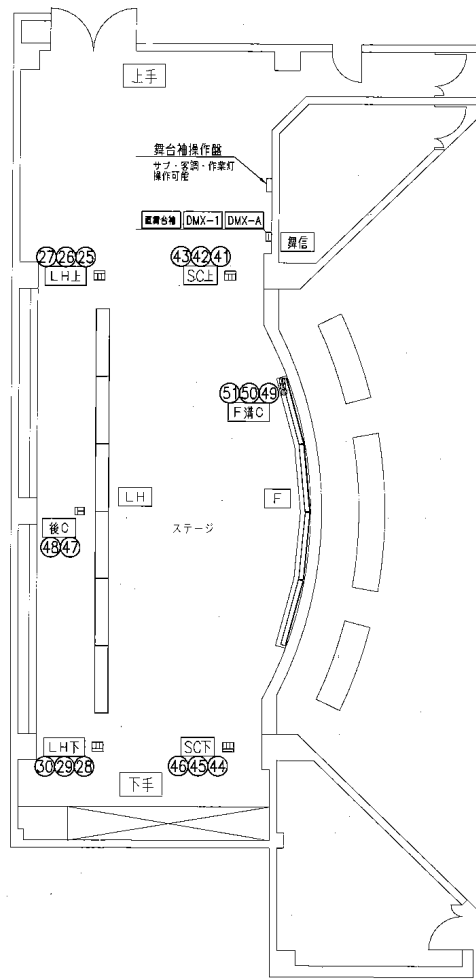 上手
舞台袖操作盤
サブ・客調・作業灯
操作可能
DMX-1 DMX-A
舞信
27 26 25
LH上
43 42 41
SC上
51 50 49
F溝C
LH
F
ステージ
後C
48 47
LH下
30 29 28
SC下
46 45 44
下手